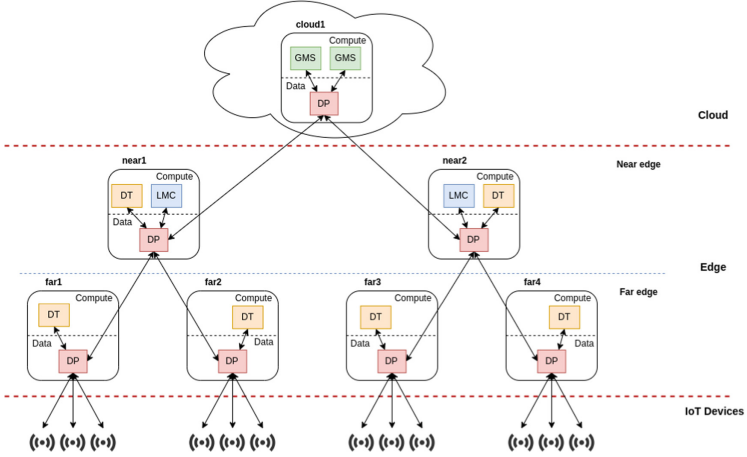 cloud1
Compute
GMS GMS
Data
DP
Cloud
near1
near2
Near edge
Compute
Compute
DT LMC
LMC DT
Data
Data
DP
DP
Edge
far1
far2
far3
far4
Far edge
Compute
Compute
Compute
Compute
DT
DT
DT
DT
Data
Data
Data
Data
DP
DP
DP
DP
IoT Devices